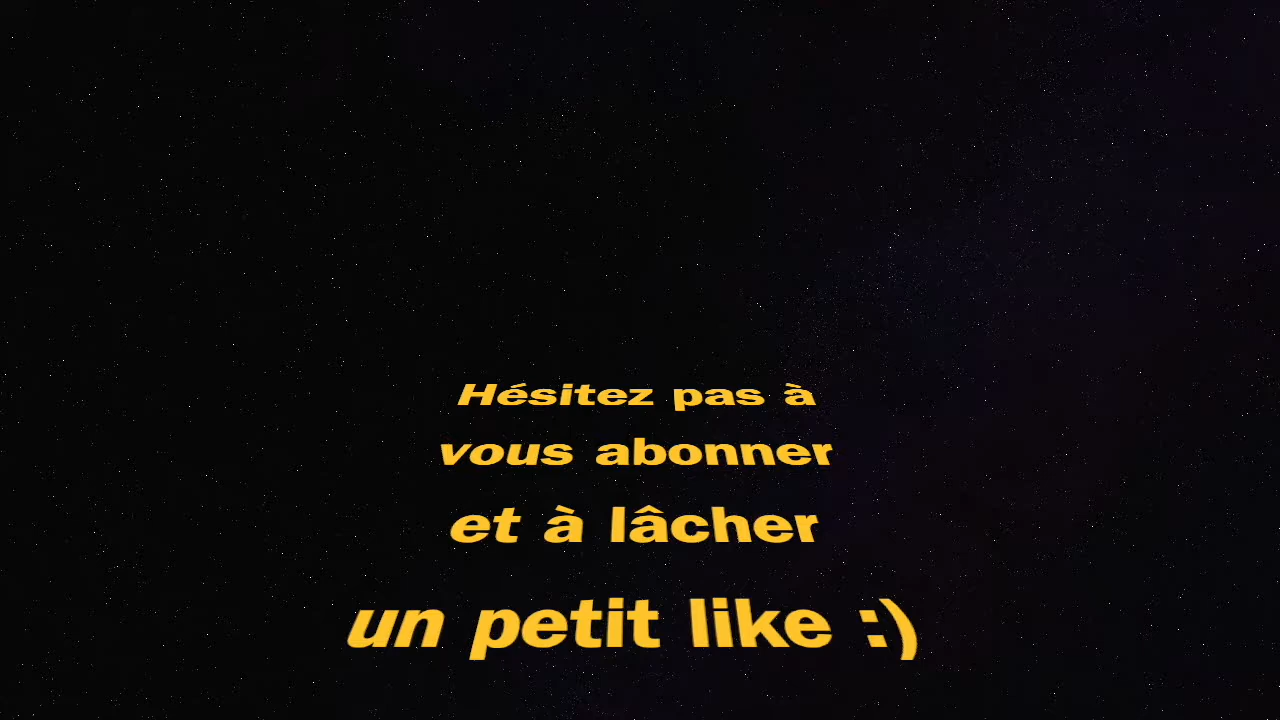 Hésitez pas à
vous abonner
et à lâcher
un petit like :)